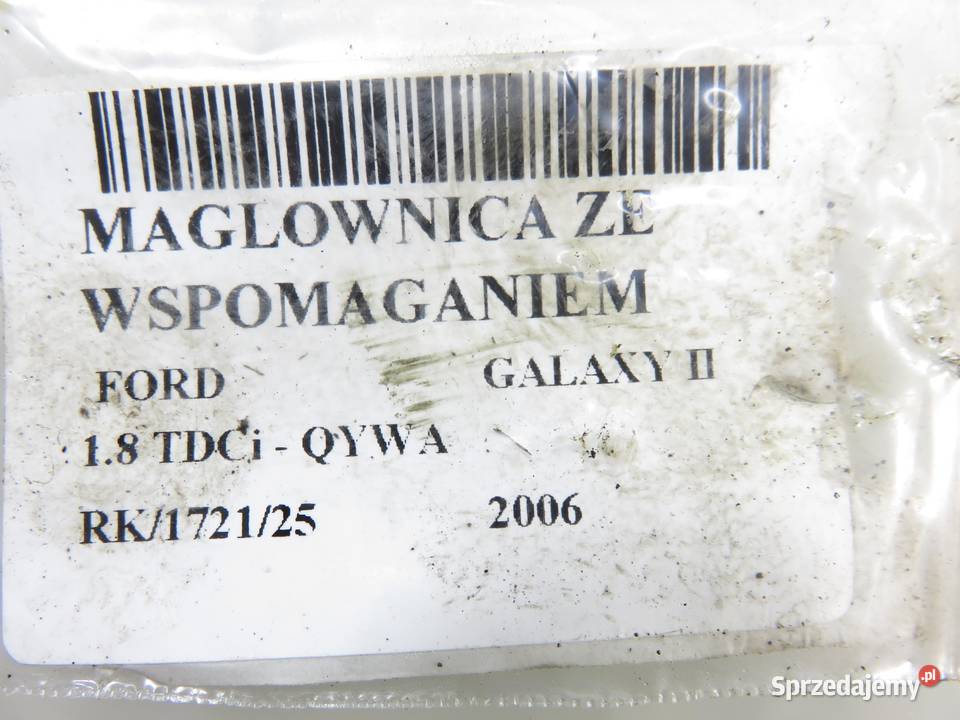 MAGLOWNICA ZE
WSPOMAGANIEM
FORD GALAXY II
1.8 TDCi - QYWA
RK/1721/25 2006
Sprzedajemy.pl